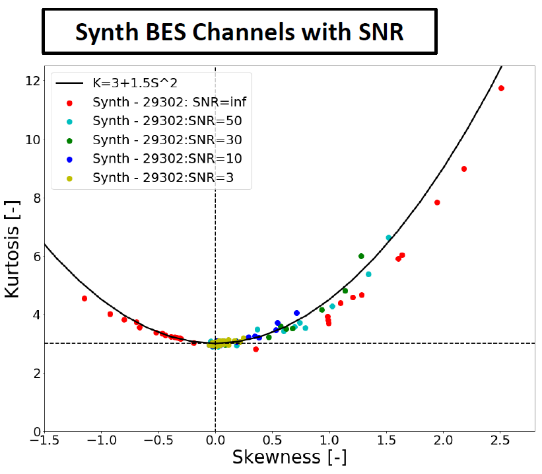 Synth BES Channels with SNR
K=3+1.5S^2
Synth - 29302: SNR=inf
Synth - 29302:SNR=50
Synth - 29302:SNR=30
Synth - 29302:SNR=10
Synth - 29302:SNR=3
Kurtosis [-]
12
10
8
6
4
2
0
−1.5 −1.0 −0.5 0.0 0.5 1.0 1.5 2.0 2.5
Skewness [-]